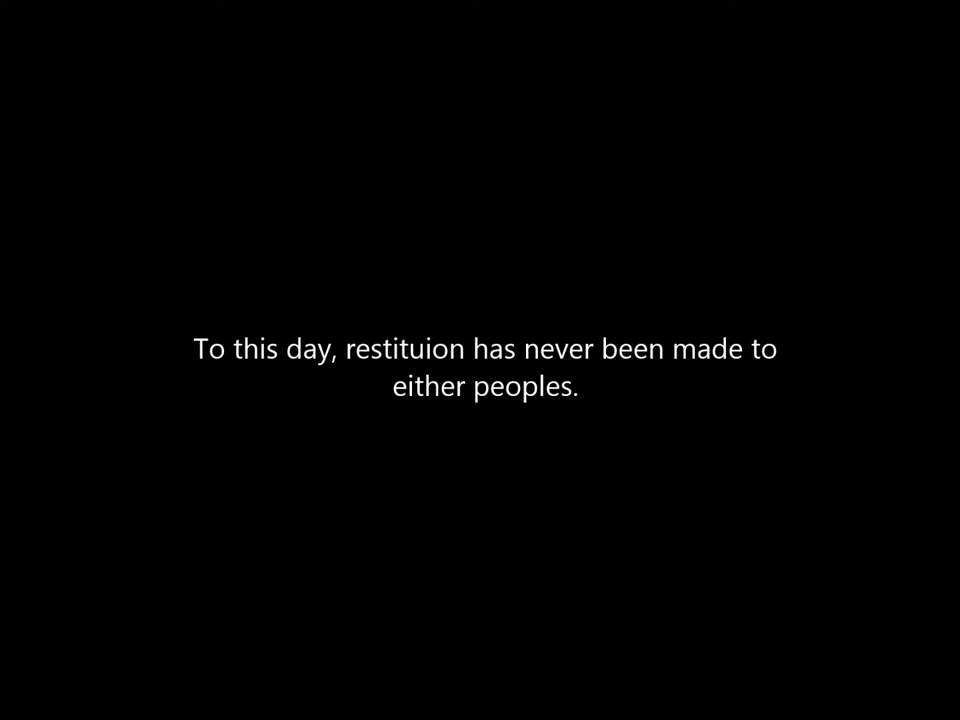 To this day, restituion has never been made to
either peoples.